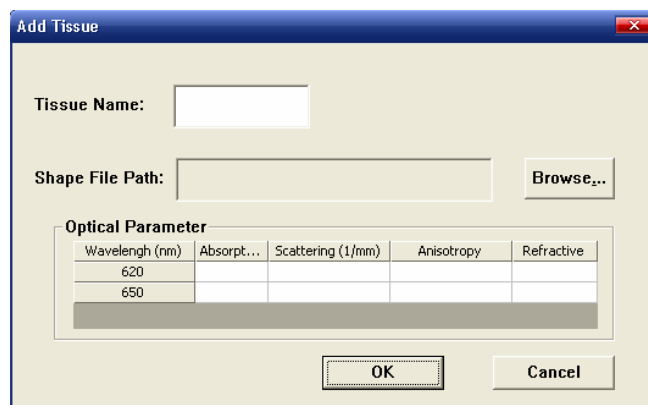 Add Tissue
Tissue Name:
Shape File Path:
Browse...
Optical Parameter
Wavelengh (nm) Absorpt... Scattering (1/mm) Anisotropy Refractive
620
650
OK Cancel